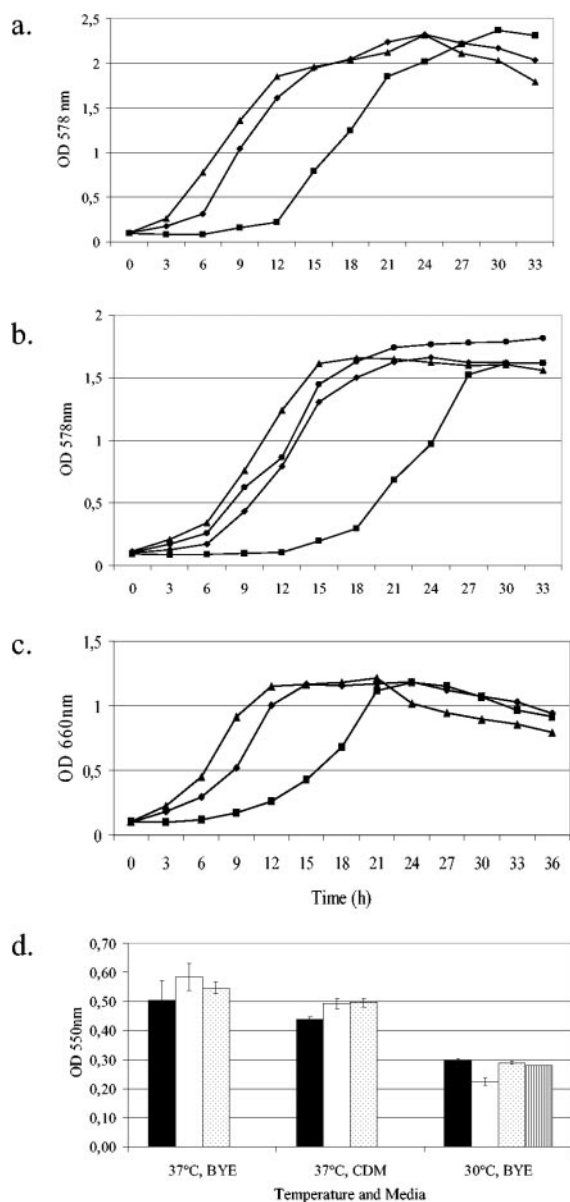 a.
OD 578 nm
2,5
2
1,5
1
0,5
0
0 3 6 9 12 15 18 21 24 27 30 33
b.
OD 578nm
2
1,5
1
0,5
0
0 3 6 9 12 15 18 21 24 27 30 33
c.
OD 660nm
1,5
1
0,5
0
0 3 6 9 12 15 18 21 24 27 30 33 36
Time (h)
d.
OD 550nm
0,70
0,60
0,50
0,40
0,30
0,20
0,10
0,00
37°C, BYE 37°C, CDM 30°C, BYE
Temperature and Media